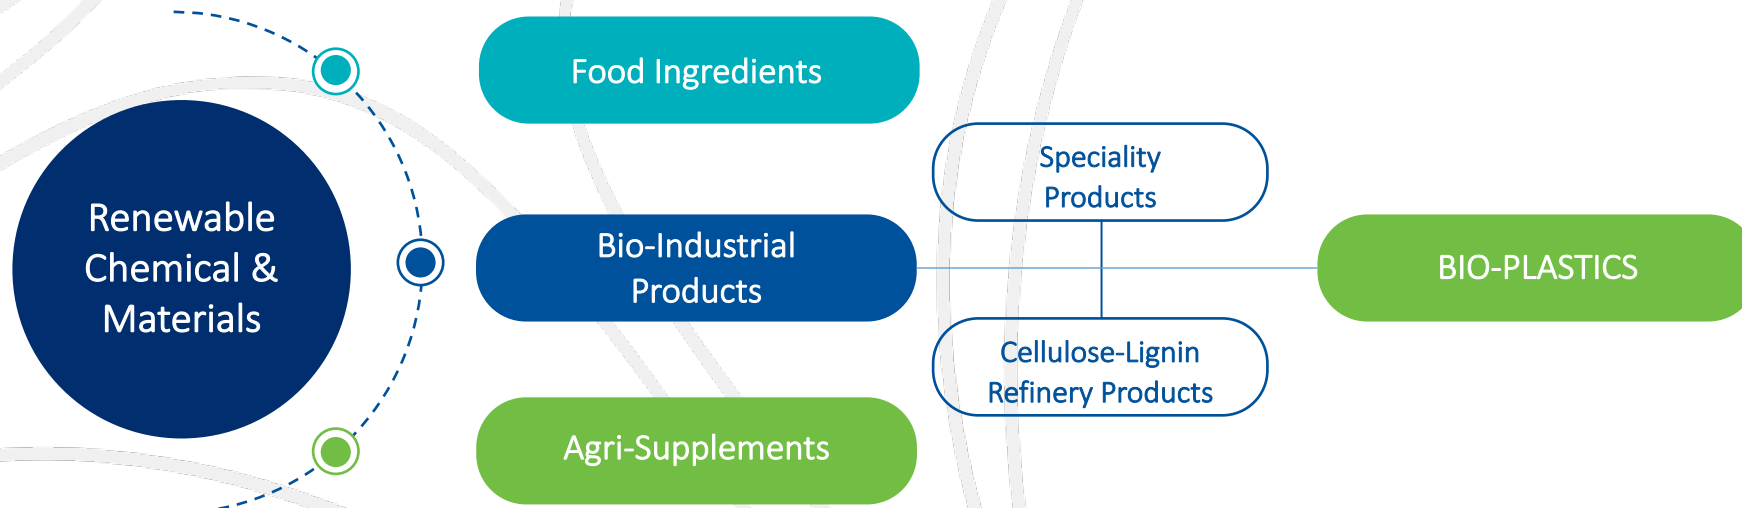 Renewable
Chemical &
Materials
Food Ingredients
Bio-Industrial
Products
Agri-Supplements
Speciality
Products
Cellulose-Lignin
Refinery Products
BIO-PLASTICS